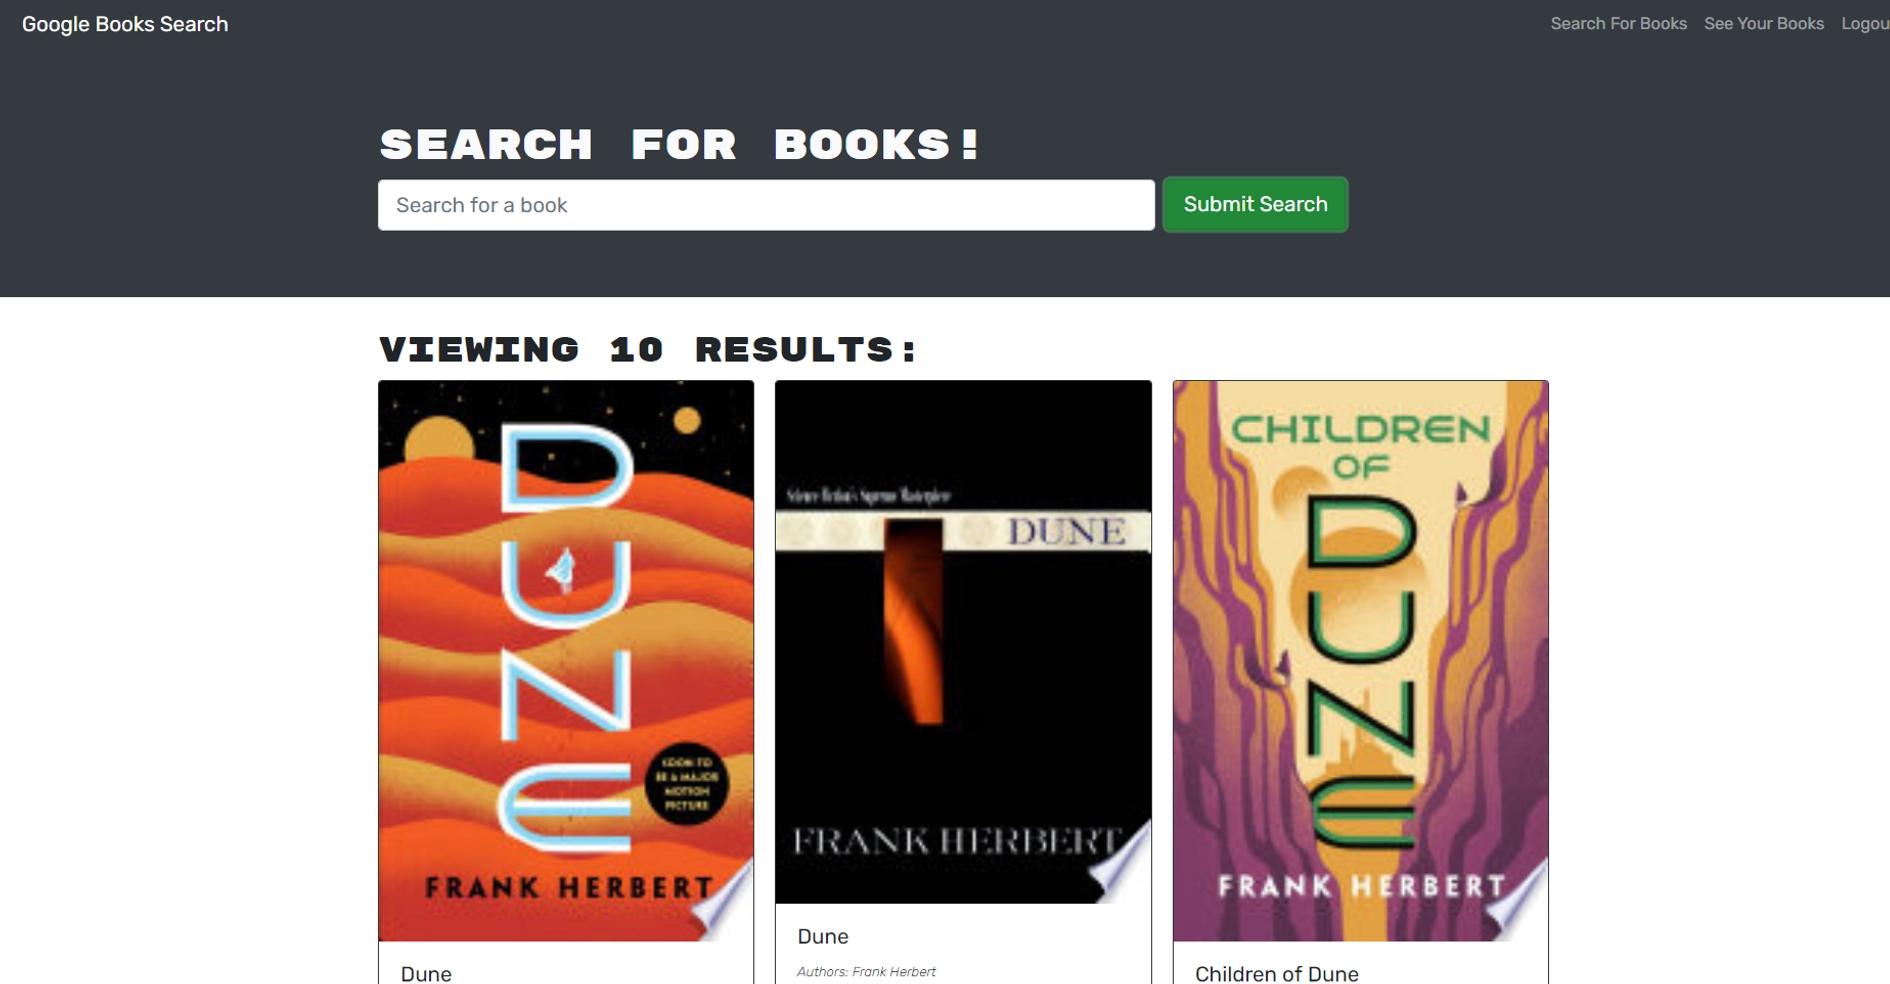 Google Books Search
Search For Books See Your Books Logou
SEARCH FOR BOOKS!
Search for a book
Submit Search
VIEWING 10 RESULTS:
DUNE
SOON TO
BE A MAJOR
MOTION
PICTURE
FRANK HERBERT
Dune
Science Fiction's Supreme Masterpiece
DUNE
FRANK HERBERT
Dune
Authors: Frank Herbert
CHILDREN
OF
DUNE
FRANK HERBERT
Children of Dune